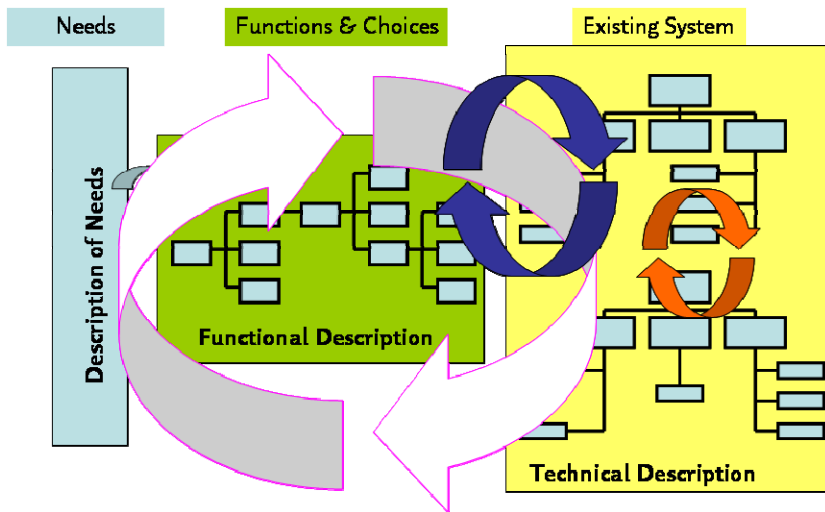 Needs
Functions & Choices
Existing System
Description of Needs
Functional Description
Technical Description